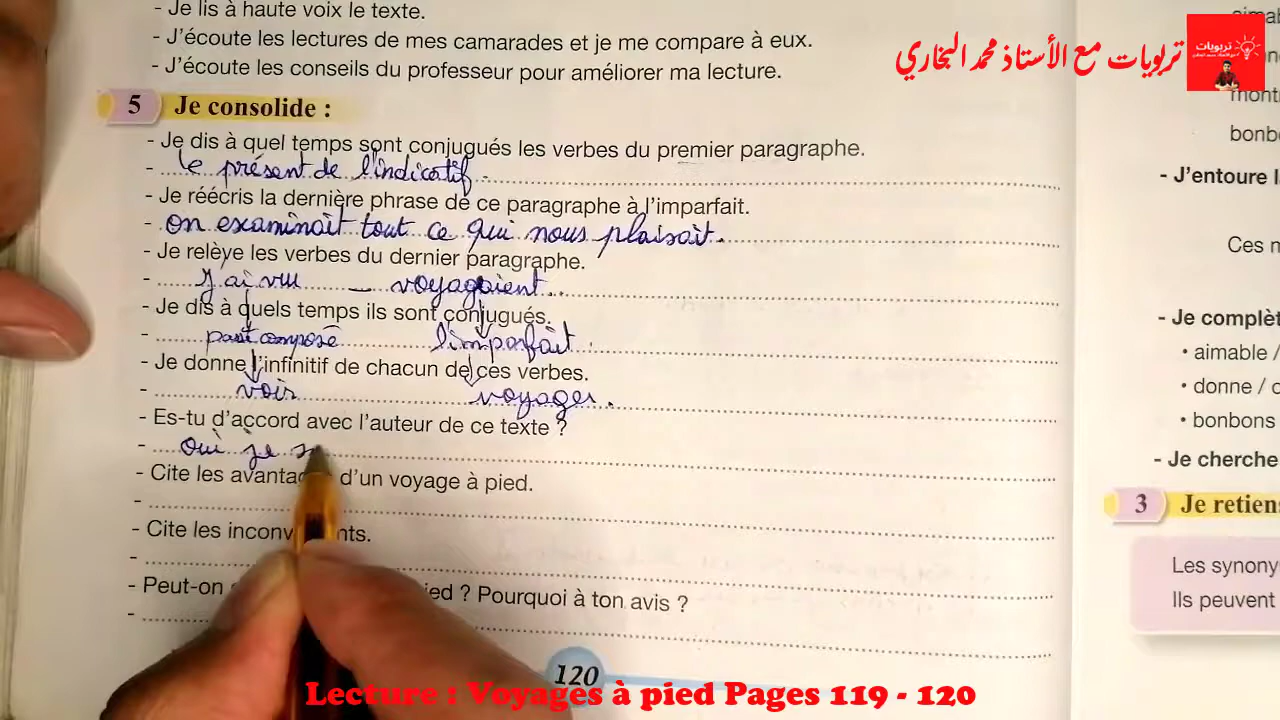 - Je lis à haute voix le texte.
- J'écoute les lectures de mes camarades et je me compare à eux.
- J'écoute les conseils du professeur pour améliorer ma lecture.
5 Je consolide :
- Je dis à quel temps sont conjugués les verbes du premier paragraphe.
- le présent de l'indicatif.
- Je réécris la dernière phrase de ce paragraphe à l'imparfait.
- on examinait tout ce qui nous plaisait.
- Je relève les verbes du dernier paragraphe.
- J'ai vu - voyageaient.
- Je dis à quels temps ils sont conjugués.
- passé composé l'imparfait.
- Je donne l'infinitif de chacun de ces verbes.
- voir voyager.
- Es-tu d'accord avec l'auteur de ce texte ?
- oui je s
- Cite les d'un voyage à pied.
-
- Cite les
-
- Peut-on ? Pourquoi à ton avis ?
-
120
تربويات مع الأستاذ محمد البخاري
تربويات
bonb
- J'entoure l
Ces
- Je complèt
• aimable /
• donne /
• bonbons
- Je cherche
3 Je retien
Les synony
Ils peuvent
Lecture : Voyages à pied Pages 119 - 120